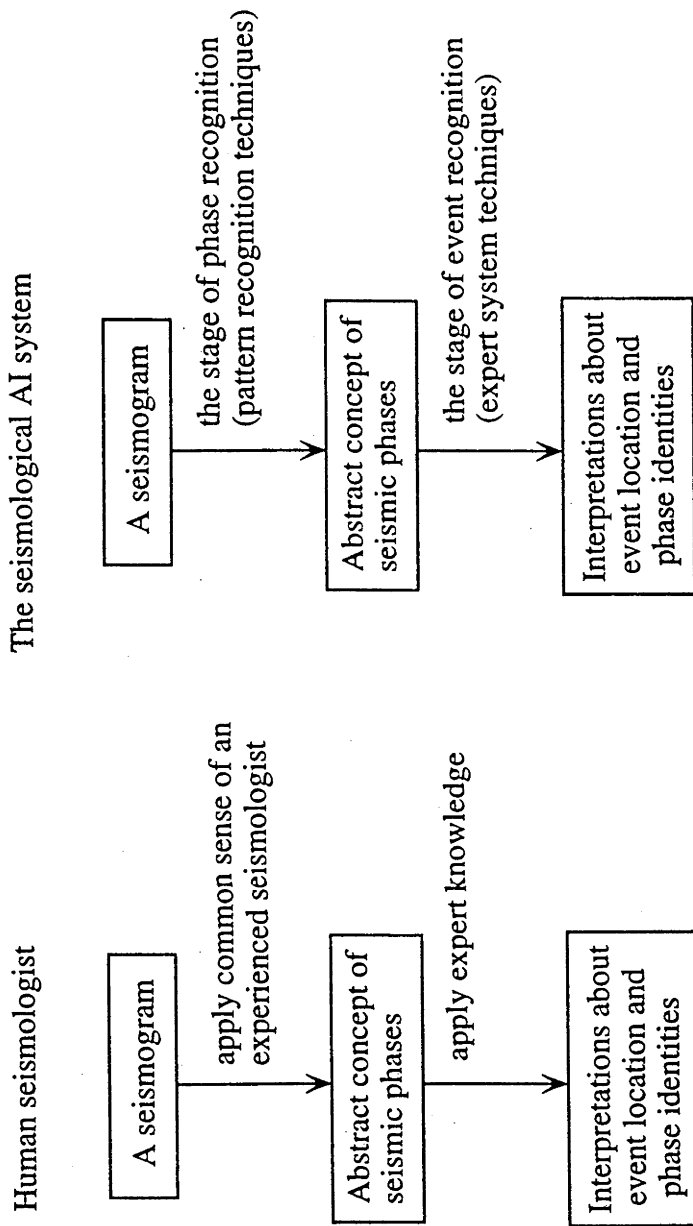 Human seismologist
A seismogram
apply common sense of an
experienced seismologist
Abstract concept of
seismic phases
apply expert knowledge
Interpretations about
event location and
phase identities
The seismological AI system
A seismogram
the stage of phase recognition
(pattern recognition techniques)
Abstract concept of
seismic phases
the stage of event recognition
(expert system techniques)
Interpretations about
event location and
phase identities